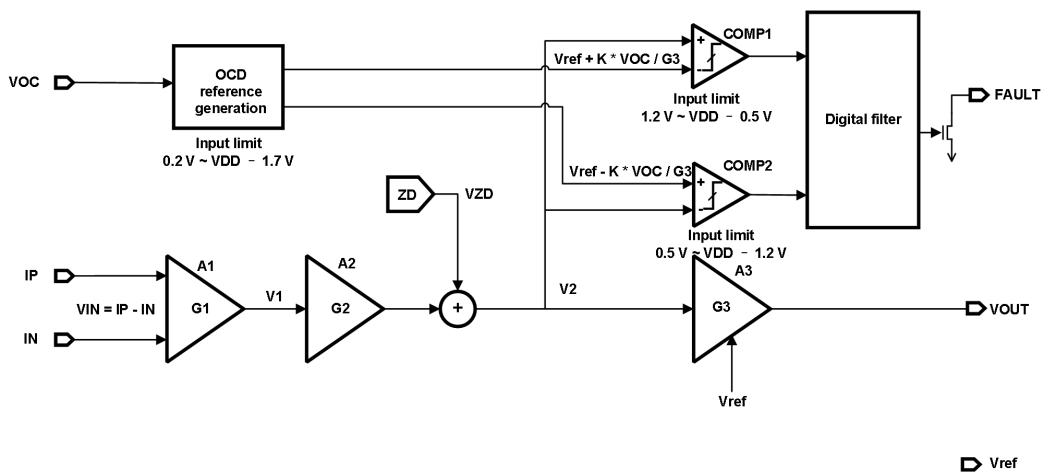 VOC
OCD
reference
generation
Input limit
0.2 V ~ VDD - 1.7 V
Vref + K * VOC / G3
+
-
COMP1
Input limit
1.2 V ~ VDD - 0.5 V
Digital filter
FAULT
Vref - K * VOC / G3
+
-
COMP2
Input limit
0.5 V ~ VDD - 1.2 V
ZD
VZD
IP
VIN = IP - IN
IN
A1
G1
V1
A2
G2
+
V2
A3
G3
VOUT
Vref
Vref